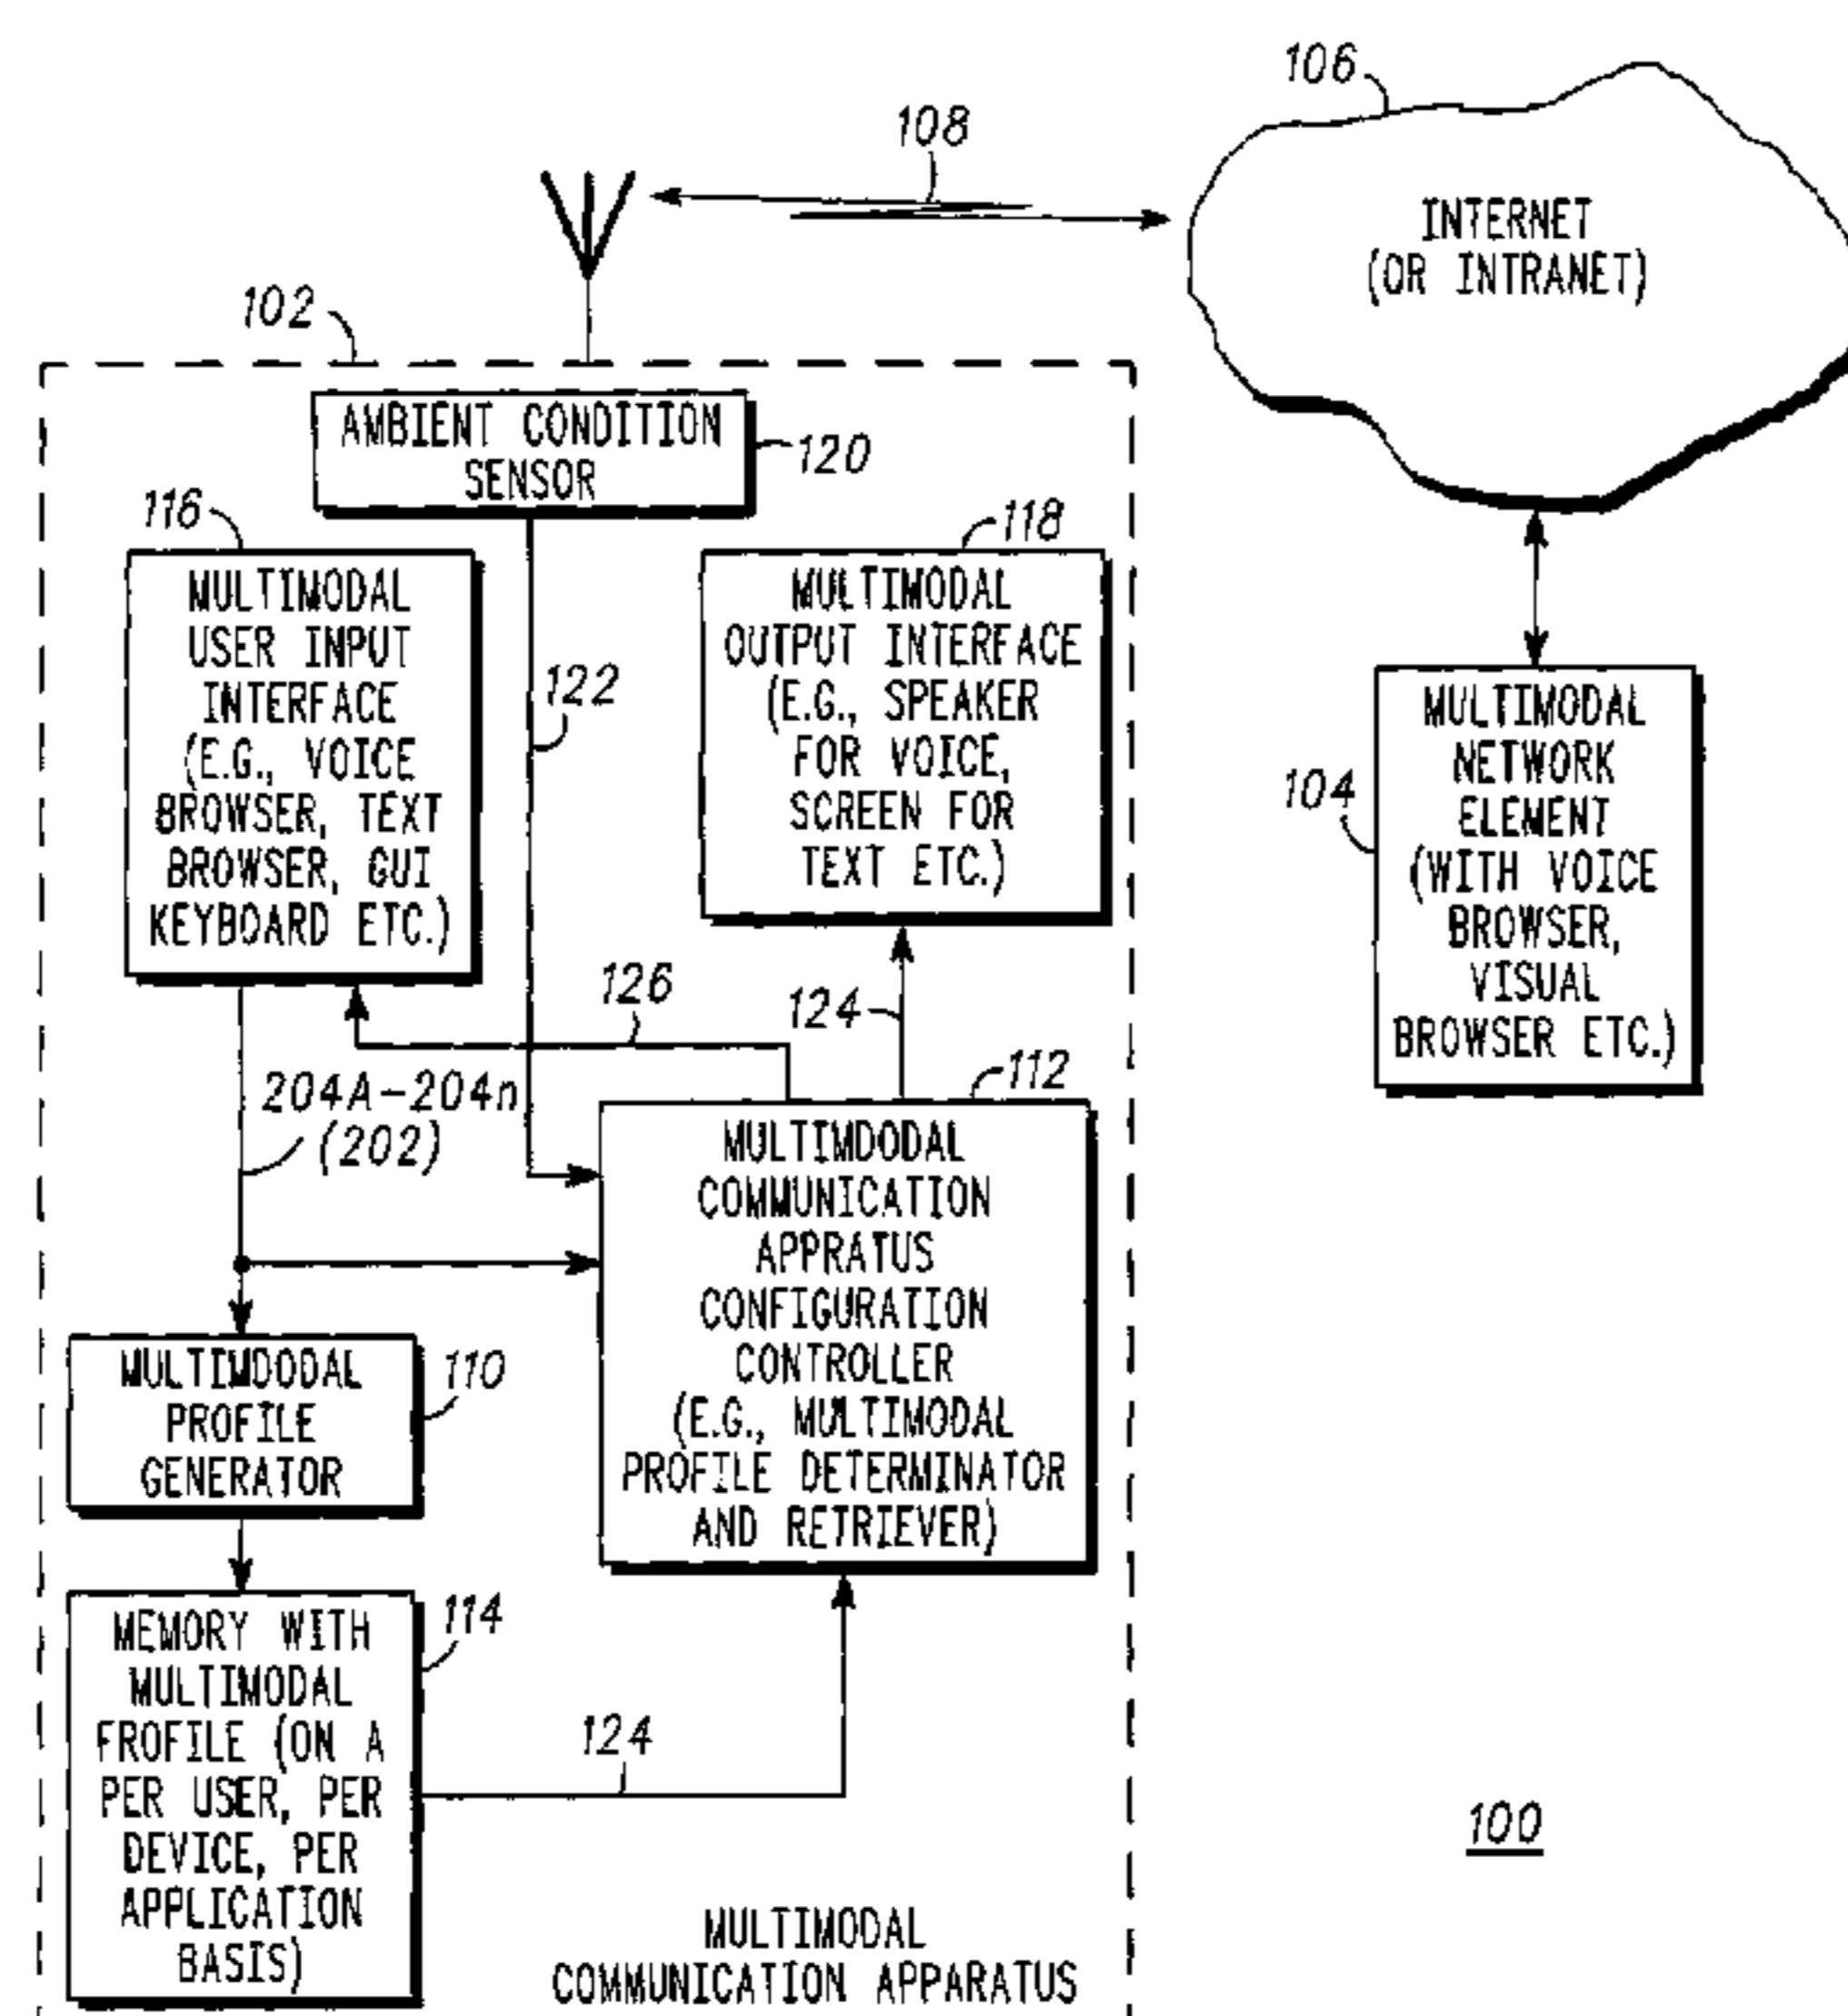 106
108
INTERNET
(OR INTRANET)
102
AMBIENT CONDITION
SENSOR
120
116
MULTIMODAL
USER INPUT
INTERFACE
(E.G., VOICE
BROWSER, TEXT
BROWSER, GUI
KEYBOARD ETC.)
122
118
MULTIMODAL
OUTPUT INTERFACE
(E.G., SPEAKER
FOR VOICE,
SCREEN FOR
TEXT ETC.)
104
MULTIMODAL
NETWORK
ELEMENT
(WITH VOICE
BROWSER,
VISUAL
BROWSER ETC.)
126
124
204A-204n
(202)
112
MULTIMDODAL
COMMUNICATION
APPRATUS
CONFIGURATION
CONTROLLER
(E.G., MULTIMODAL
PROFILE DETERMINATOR
AND RETRIEVER)
MULTIMDODAL
PROFILE
GENERATOR
110
MEMORY WITH
MULTIMODAL
FROFILE (ON A
PER USER, PER
DEVICE, PER
APPLICATION
BASIS)
114
124
100
MULTIMODAL
COMMUNICATION APPARATUS